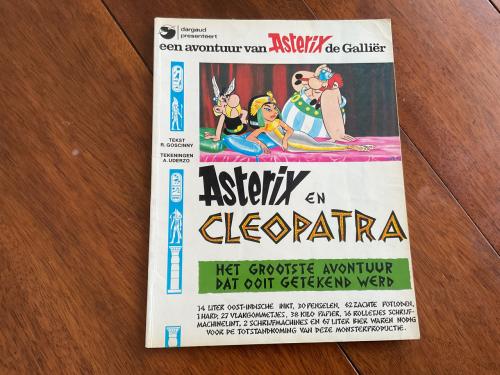 dargaud
presenteert
een avontuur van Asterix de Galliër
TEKST
R. GOSCINNY
TEKENINGEN
A. UDERZO
Asterix EN
CLEOPATRA
HET GROOTSTE AVONTUUR
DAT OOIT GETEKEND WERD
14 LITER OOST-INDISCHE INKT, 30 PENSELEN, 62 ZACHTE POTLODEN,
1 HARD, 27 VLAKGOMMETJES, 38 KILO PAPIER, 16 ROLLETJES SCHRIJF-
MACHINELINT, 2 SCHRIJFMACHINES EN 67 LITER BIER WAREN NODIG
VOOR DE TOTSTANDKOMING VAN DEZE MONSTERPRODUCTIE.